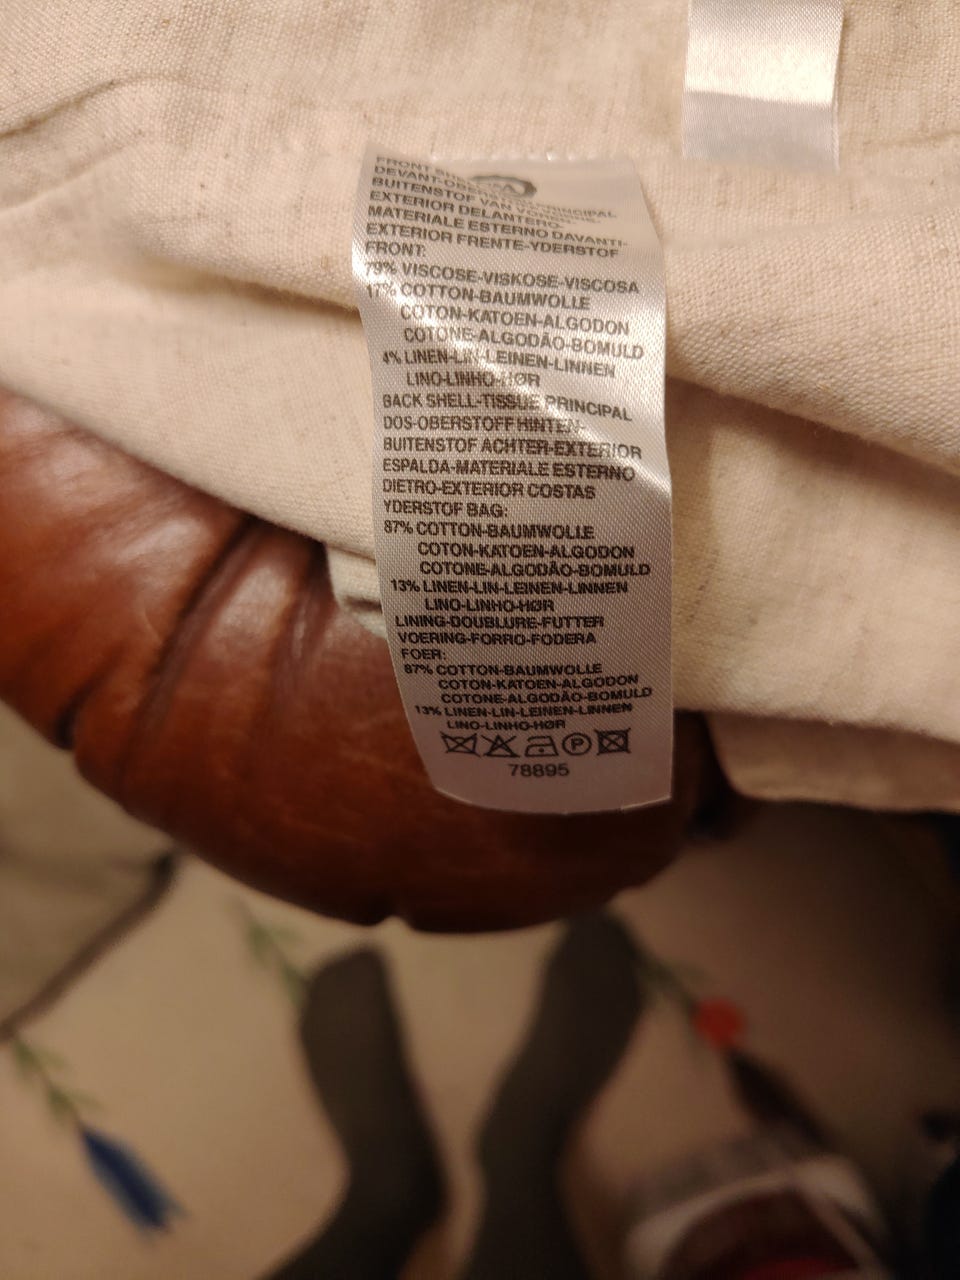 FRONT
DEVANT-OBER PRINCIPAL
BUITENSTOF VAN
EXTERIOR DELANTERO-
MATERIALE ESTERNO DAVANTI-
EXTERIOR FRENTE-YDERSTOF
FRONT:
79% VISCOSE-VISKOSE-VISCOSA
17% COTTON-BAUMWOLLE
COTON-KATOEN-ALGODON
COTONE-ALGODÃO-BOMULD
4% LINEN-LIN-LEINEN-LINNEN
LINO-LINHO-HØR
BACK SHELL-TISSUE PRINCIPAL
DOS-OBERSTOFF HINTEN-
BUITENSTOF ACHTER-EXTERIOR
ESPALDA-MATERIALE ESTERNO
DIETRO-EXTERIOR COSTAS
YDERSTOF BAG:
87% COTTON-BAUMWOLLE
COTON-KATOEN-ALGODON
COTONE-ALGODÃO-BOMULD
13% LINEN-LIN-LEINEN-LINNEN
LINO-LINHO-HØR
LINING-DOUBLURE-FUTTER
VOERING-FORRO-FODERA
FOER:
87% COTTON-BAUMWOLLE
COTON-KATOEN-ALGODON
COTONE-ALGODÃO-BOMULD
13% LINEN-LIN-LEINEN-LINNEN
LINO-LINHO-HØR
P
78895